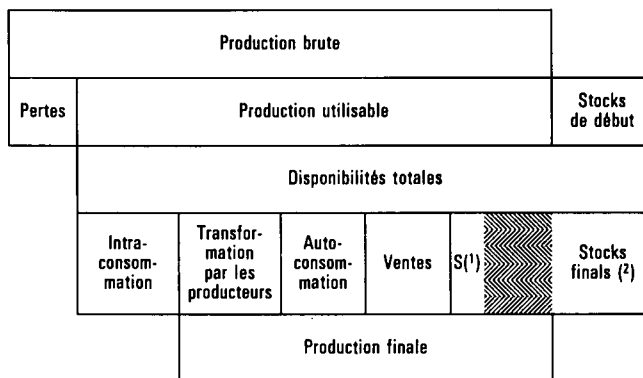 Production brute
Pertes
Production utilisable
Stocks
de début
Disponibilités totales
Intra-
consom-
mation
Transfor-
mation
par les
producteurs
Auto-
consom-
mation
Ventes
S(¹)
Stocks
finals (²)
Production finale